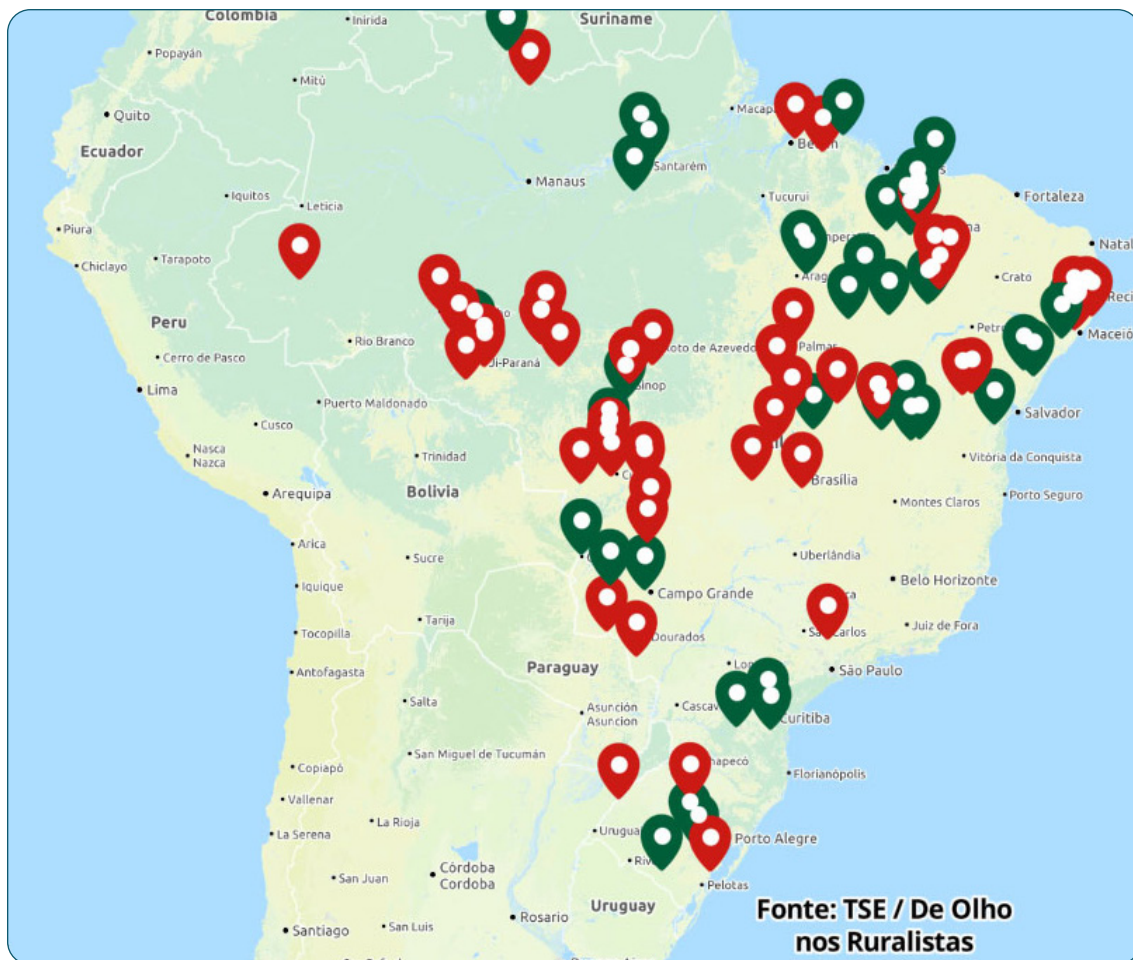 Colombia
Inírida
Suriname
Popayán
Mitú
Quito
Ecuador
Santarém
Manaus
Iquitos
Leticia
Tucurui
Fortaleza
Piura
Tarapoto
Chiclayo
Natal
Crato
Peru
Rio Branco
Maceió
Cerro de Pasco
Ji-Paraná
Sinop
Lima
Puerto Maldonado
Salvador
Cusco
Nasca
Nazca
Trinidad
Vitória da Conquista
Brasília
Bolivia
Arequipa
Montes Claros
Porto Seguro
Arica
Sucre
Uberlândia
Iquique
Belo Horizonte
Campo Grande
Tarija
Juiz de Fora
Tocopilla
Dourados
São Paulo
Paraguay
Antofagasta
Salta
Asunción
Asuncion
Curitiba
San Miguel de Tucumán
Copiapó
Florianópolis
Vallenar
La Rioja
La Serena
Porto Alegre
Córdoba
Cordoba
San Juan
Pelotas
Uruguay
Rosario
San Luis
Santiago
Fonte: TSE / De Olho
nos Ruralistas